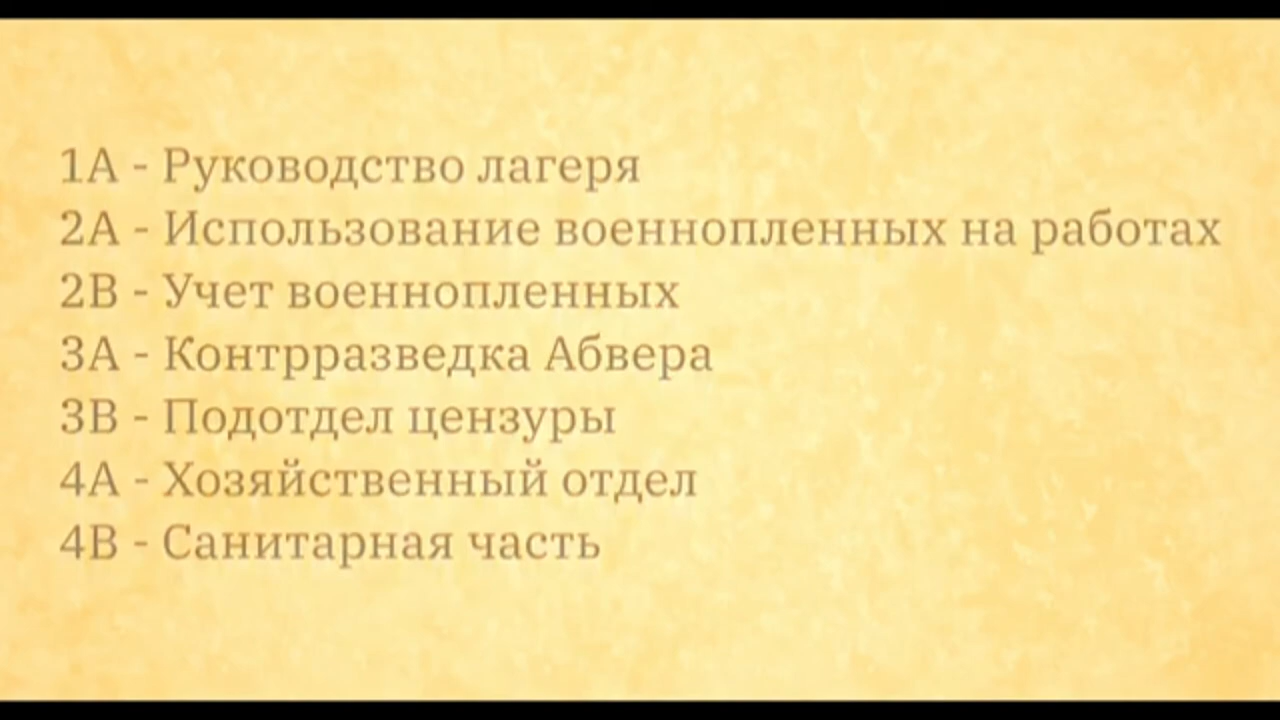 1А - Руководство лагеря
2А - Использование военнопленных на работах
2В - Учет военнопленных
3А - Контрразведка Абвера
3В - Подотдел цензуры
4А - Хозяйственный отдел
4В - Санитарная часть